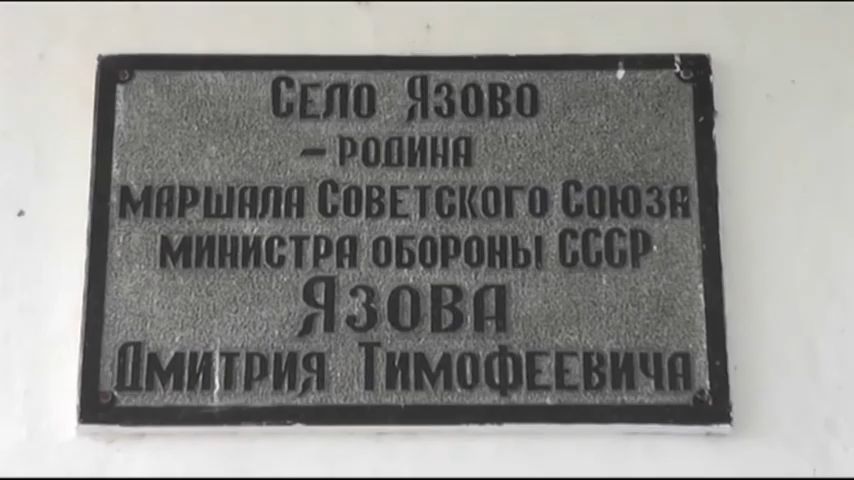 Село Язово
– родина
маршала Советского Союза
министра обороны СССР
Язова
Дмитрия Тимофеевича